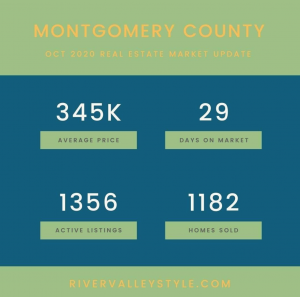 MONTGOMERY COUNTY
OCT 2020 REAL ESTATE MARKET UPDATE
345K 29
AVERAGE PRICE DAYS ON MARKET
1356 1182
ACTIVE LISTINGS HOMES SOLD
RIVERVALLEYSTYLE.COM